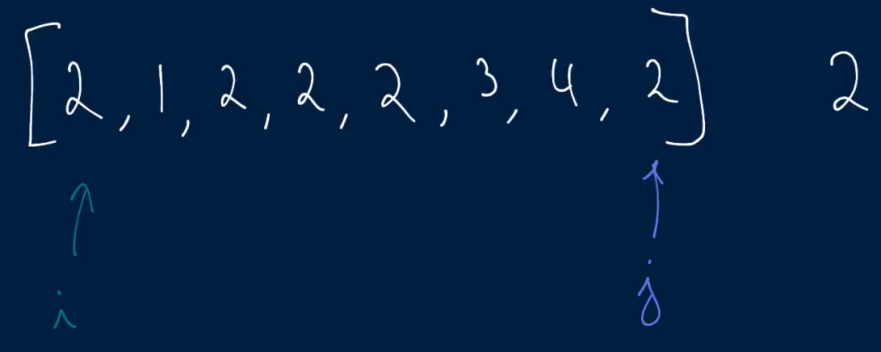 [2, 1, 2, 2, 2, 3, 4, 2] 2
i j